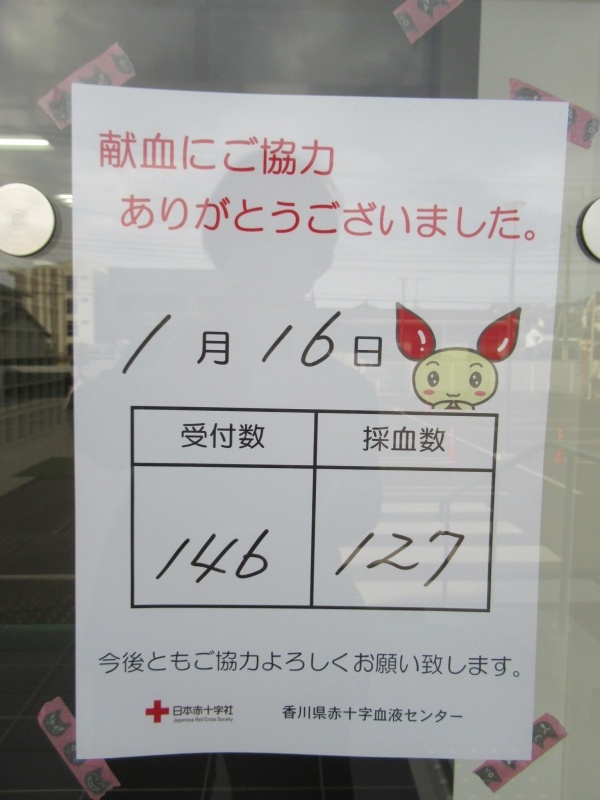 献血にご協力
ありがとうございました。
1月16日
受付数 採血数
146 127
今後ともご協力よろしくお願い致します。
日本赤十字社 香川県赤十字血液センター
Japanese Red Cross Society